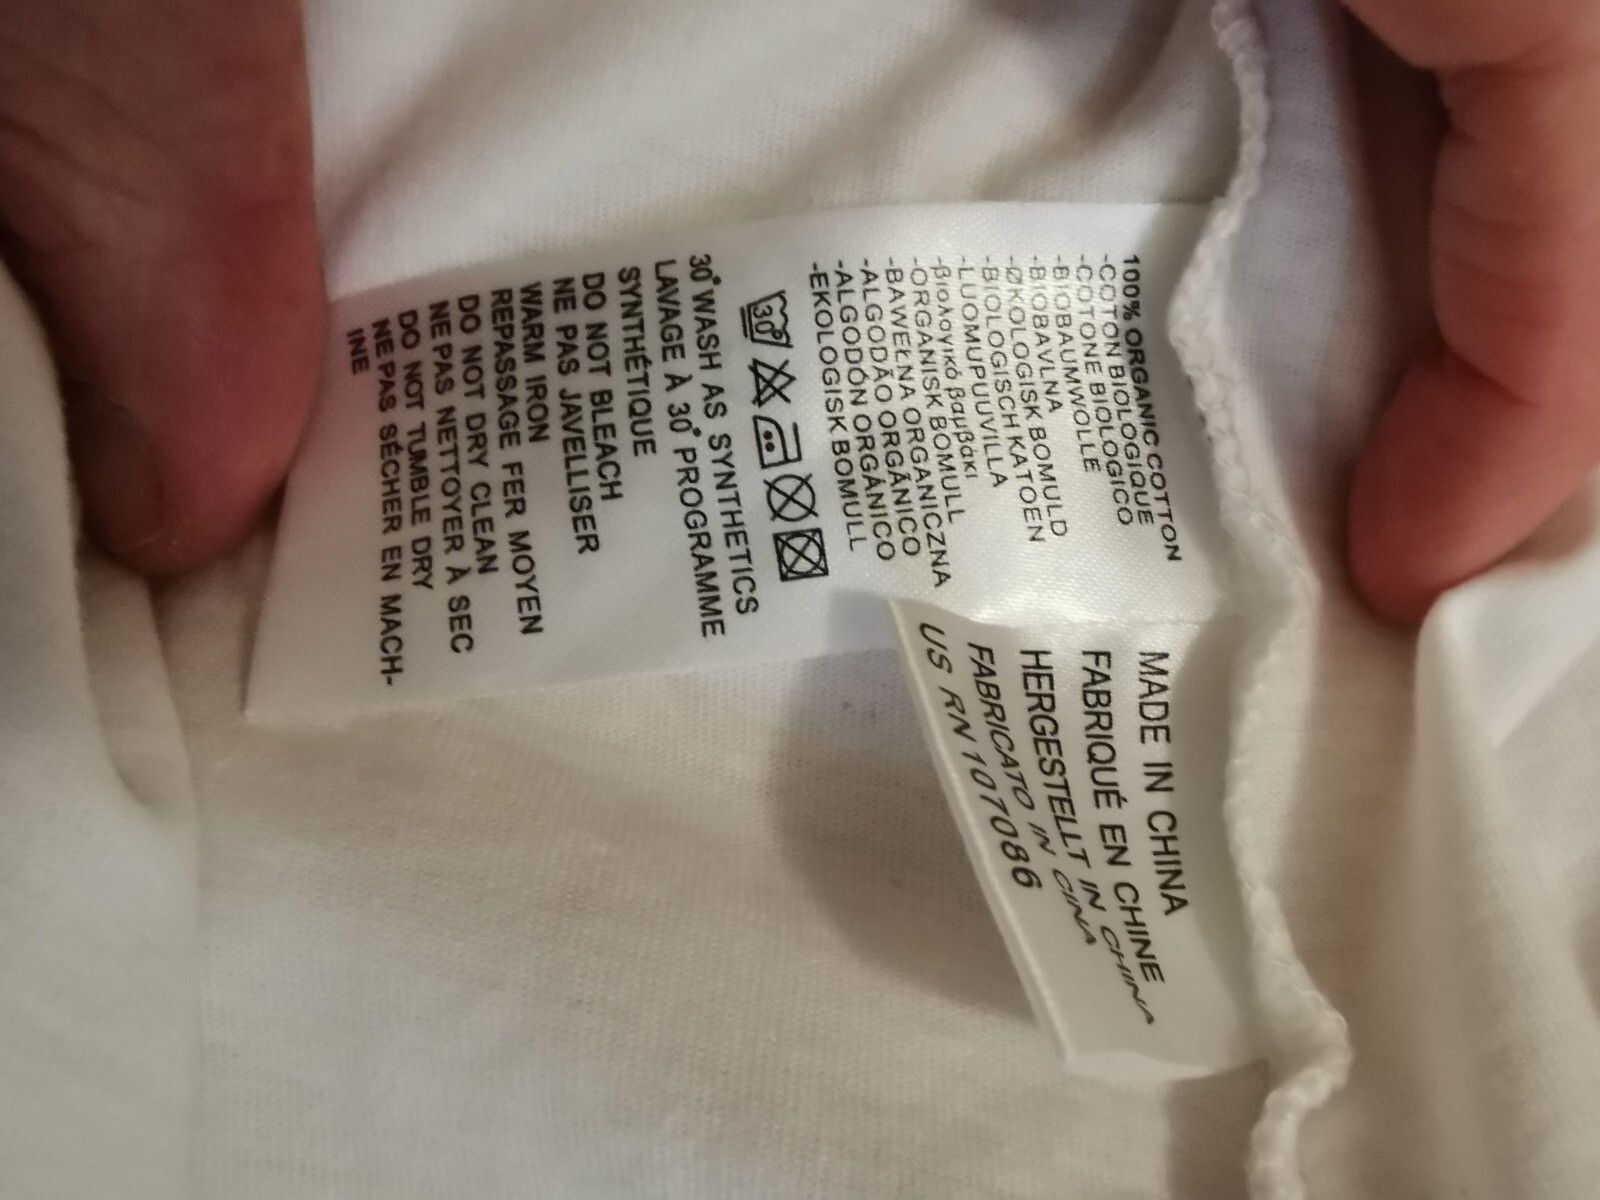 100% ORGANIC COTTON
-COTON BIOLOGIQUE
-COTONE BIOLOGICO
-BIOBAUMWOLLE
-BIOBAVLNA
-ØKOLOGISK BOMULD
-BIOLOGISCH KATOEN
-LUOMUPUUVILLA
-βιολογικό βαμβάκι
-ORGANISK BOMULL
-BAWEŁNA ORGANICZNA
-ALGODÃO ORGÂNICO
-ALGODÓN ORGÁNICO
-EKOLOGISK BOMULL
30°
30° WASH AS SYNTHETICS
LAVAGE À 30° PROGRAMME
SYNTHÉTIQUE
DO NOT BLEACH
NE PAS JAVELLISER
WARM IRON
REPASSAGE FER MOYEN
DO NOT DRY CLEAN
NE PAS NETTOYER À SEC
DO NOT TUMBLE DRY
NE PAS SÉCHER EN MACH-
INE
MADE IN CHINA
FABRIQUÉ EN CHINE
HERGESTELLT IN CHINA
FABRICATO IN CINA
US RN 107086